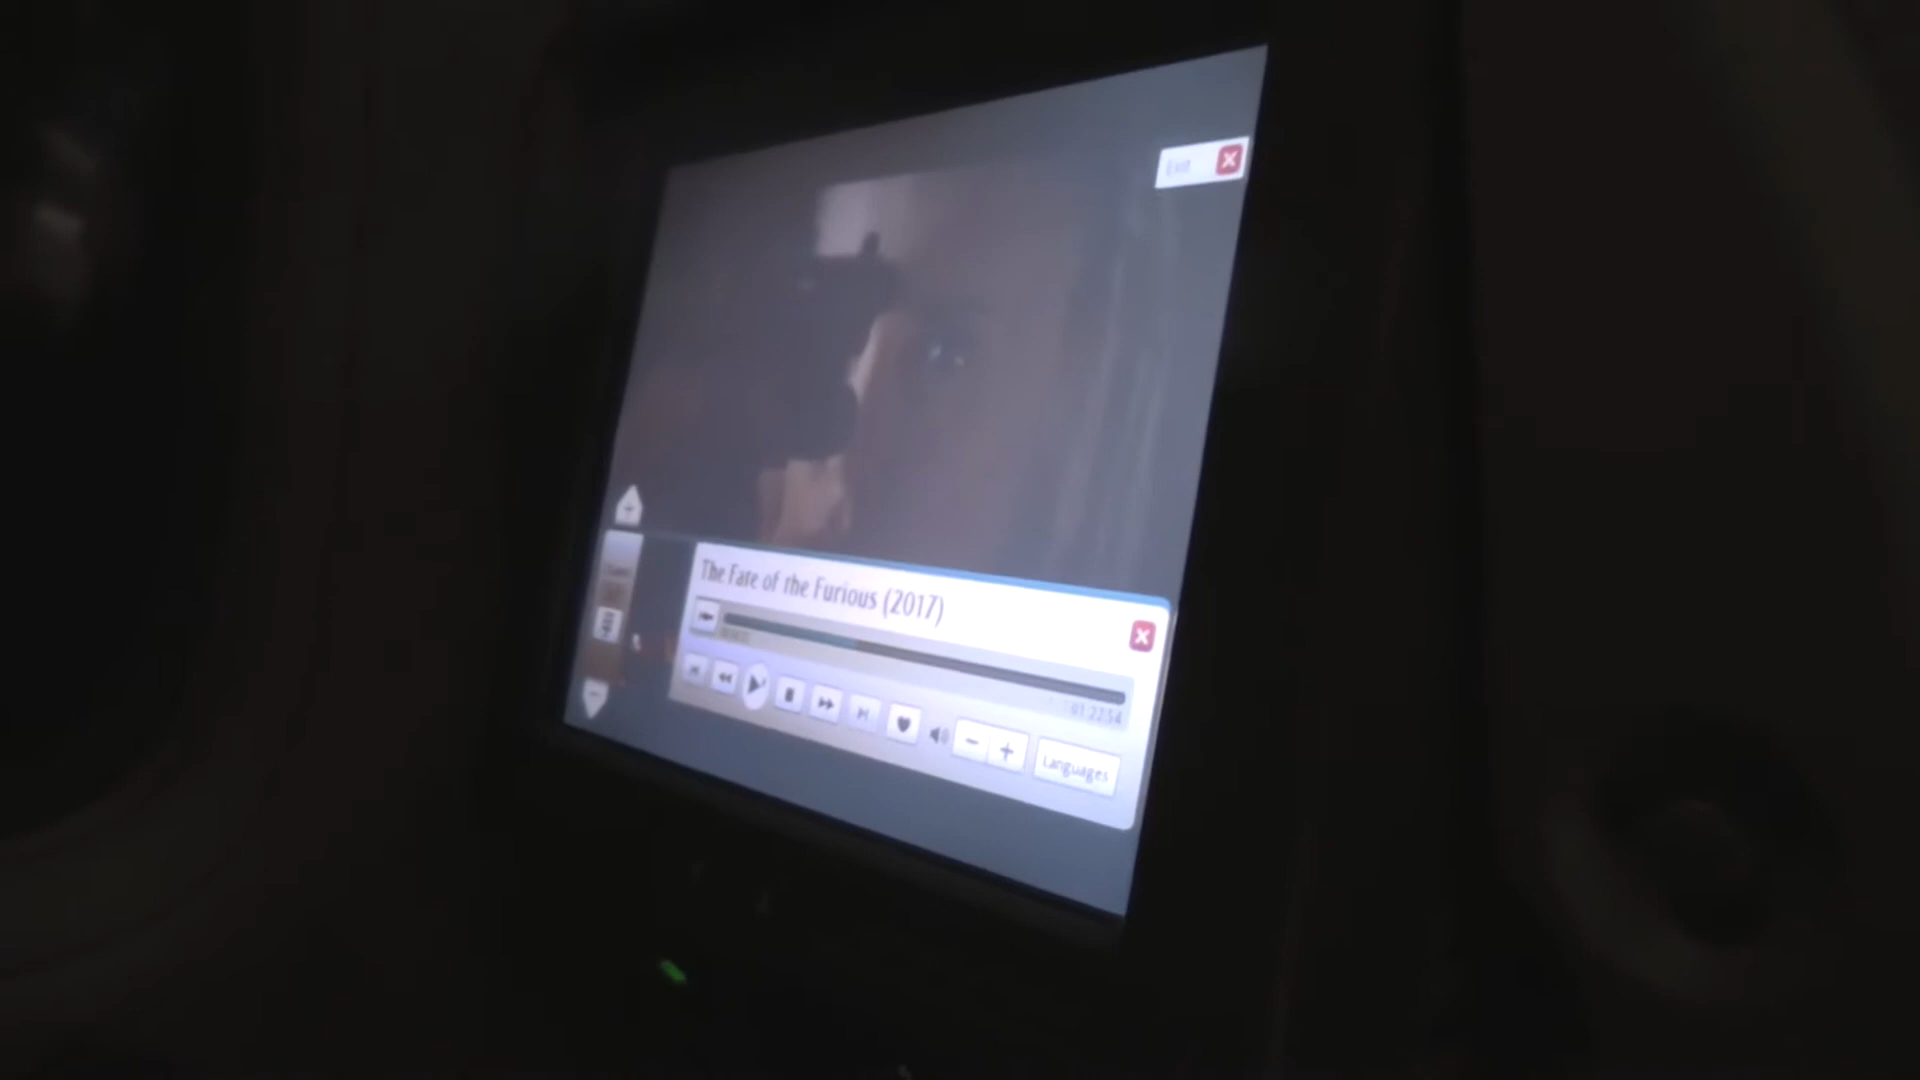 Exit
The Fate of the Furious (2017)
01:22:54
Languages